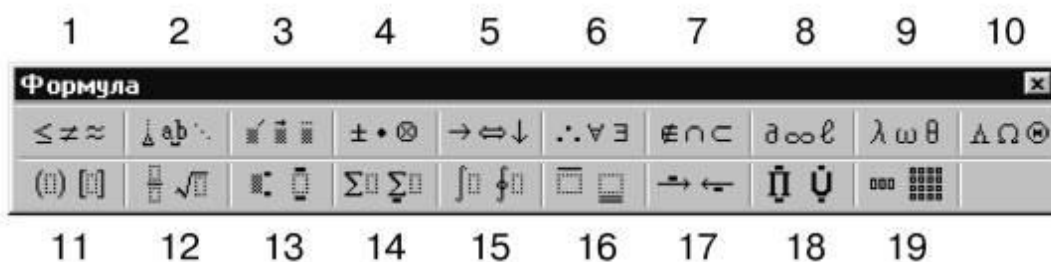 1 2 3 4 5 6 7 8 9 10
Формула
≤ ≠ ≈ ab ⋱ ± • ⊗ → ⇔ ↓ ∴ ∀ ∃ ∉ ∩ ⊂ ∂ ∞ ℓ λ ω θ Λ Ω Θ
(▯) [▯] √▯ Σ▯ Σ▯ ∫▯ ∮▯ → ← Π̣ U̇
11 12 13 14 15 16 17 18 19